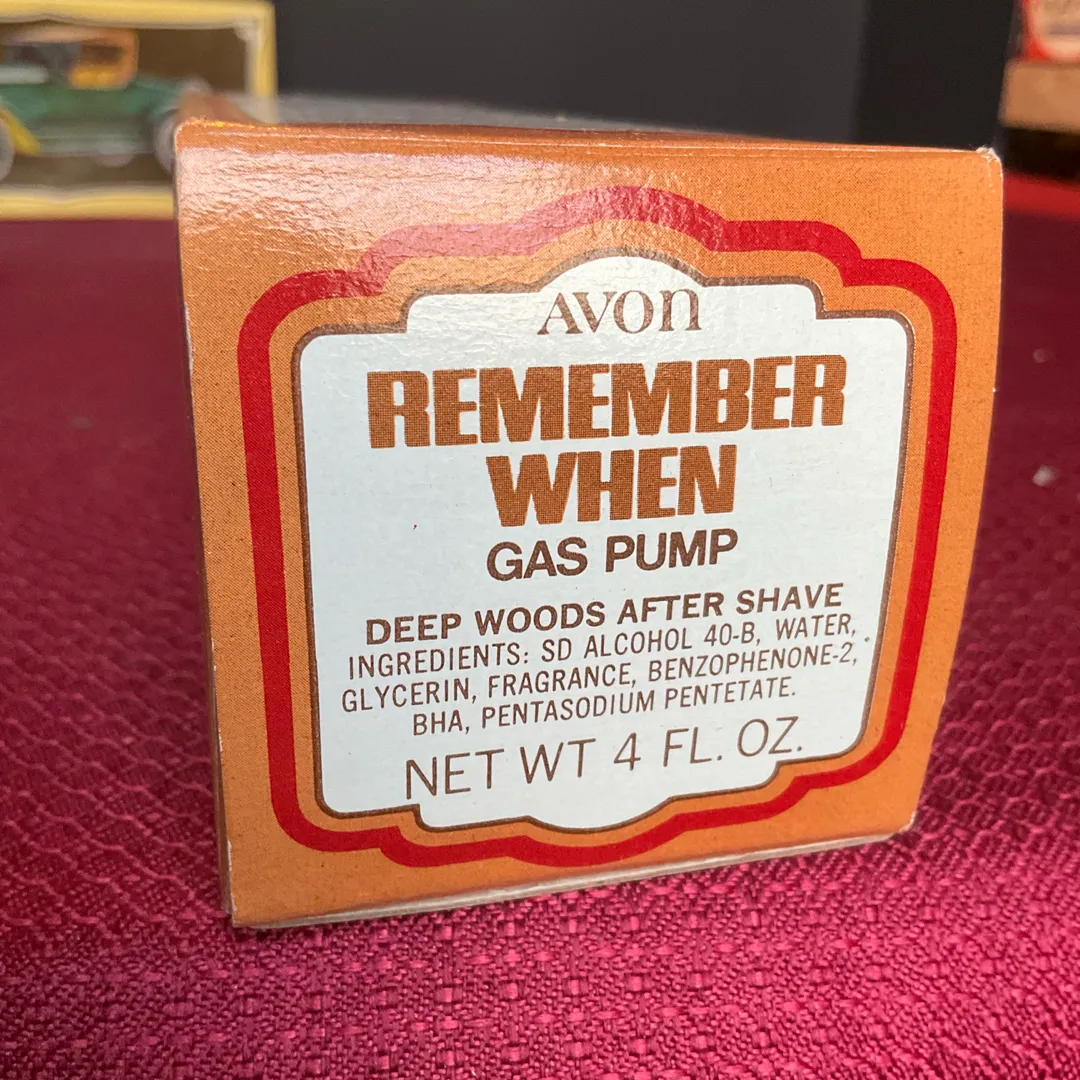 AVON
REMEMBER
WHEN
GAS PUMP
DEEP WOODS AFTER SHAVE
INGREDIENTS: SD ALCOHOL 40-B, WATER,
GLYCERIN, FRAGRANCE, BENZOPHENONE-2,
BHA, PENTASODIUM PENTETATE.
NET WT 4 FL. OZ.